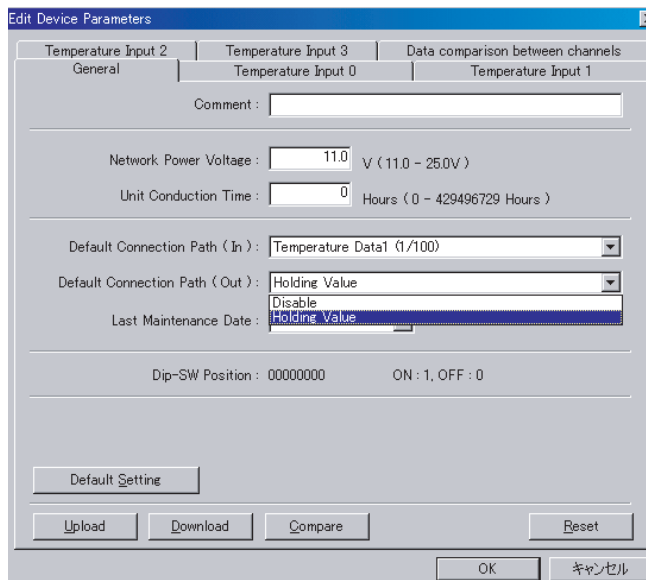 Edit Device Parameters
Temperature Input 2 Temperature Input 3 Data comparison between channels
General Temperature Input 0 Temperature Input 1
Comment :
Network Power Voltage : 11.0 V ( 11.0 - 25.0V )
Unit Conduction Time : 0 Hours ( 0 - 429496729 Hours )
Default Connection Path ( In ) : Temperature Data1 (1/100)
Default Connection Path ( Out ) : Holding Value
Disable
Last Maintenance Date : Holding Value
Dip-SW Position : 00000000 ON : 1, OFF : 0
Default Setting
Upload Download Compare Reset
OK キャンセル